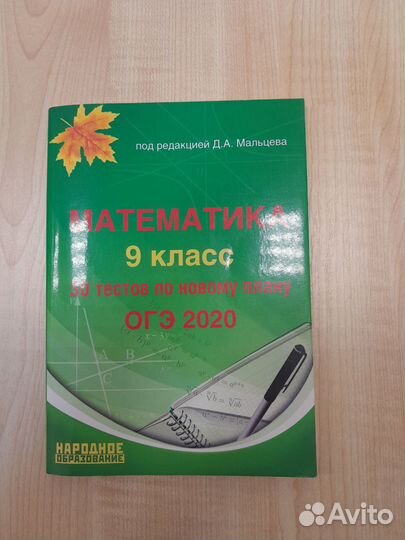 под редакцией Д.А. Мальцева
МАТЕМАТИКА
9 класс
50 тестов по новому плану
ОГЭ 2020
A B
C
НАРОДНОЕ
ОБРАЗОВАНИЕ
Avito